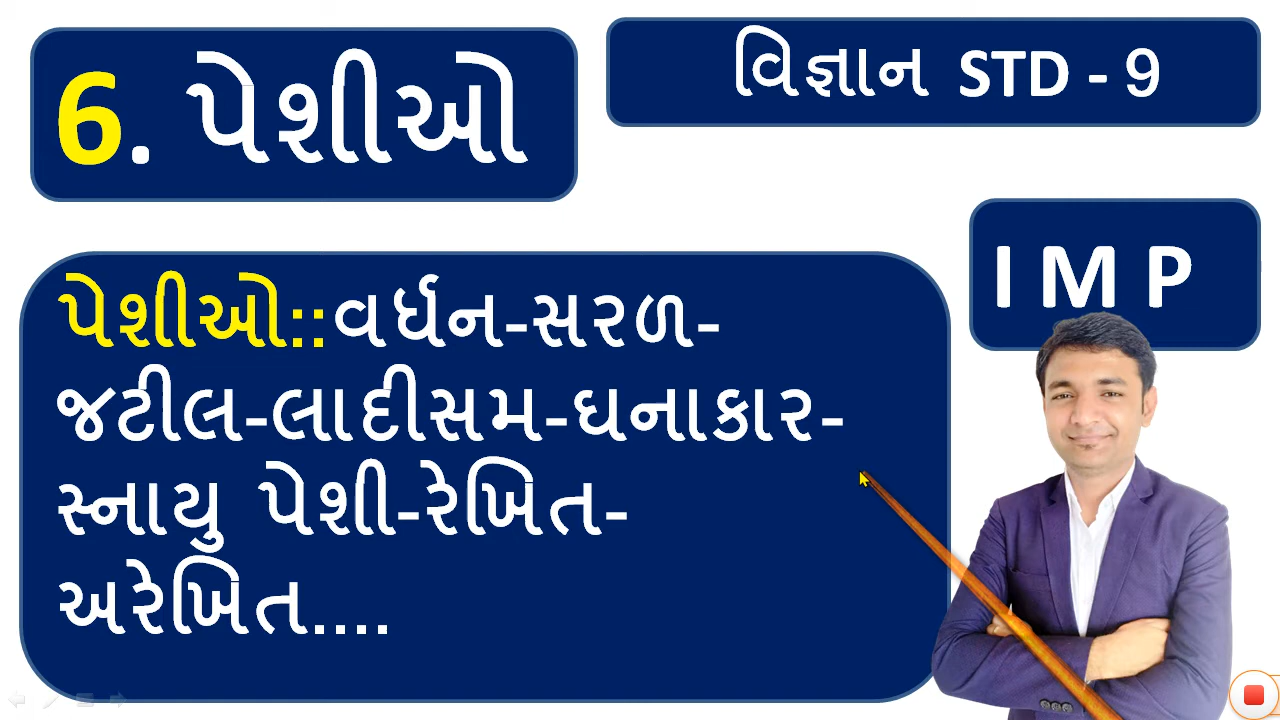 6. પેશીઓ
વિજ્ઞાન STD - 9
I M P
પેશીઓ::વર્ધન-સરળ-
જટીલ-લાદીસમ-ઘનાકાર-
સ્નાયુ પેશી-રેખિત-
અરેખિત....